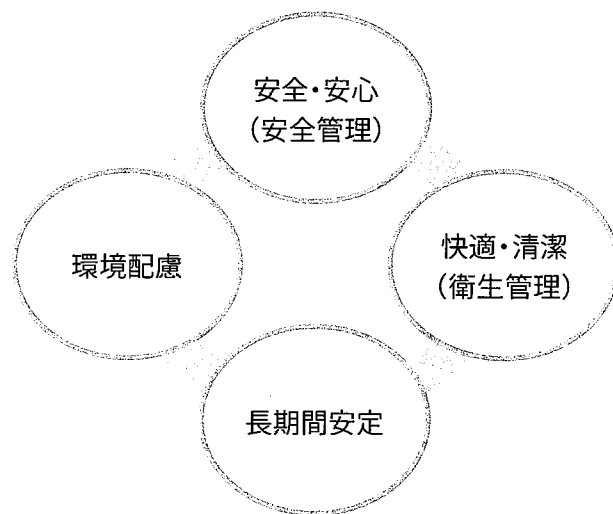 安全・安心
（安全管理）
環境配慮
快適・清潔
（衛生管理）
長期間安定